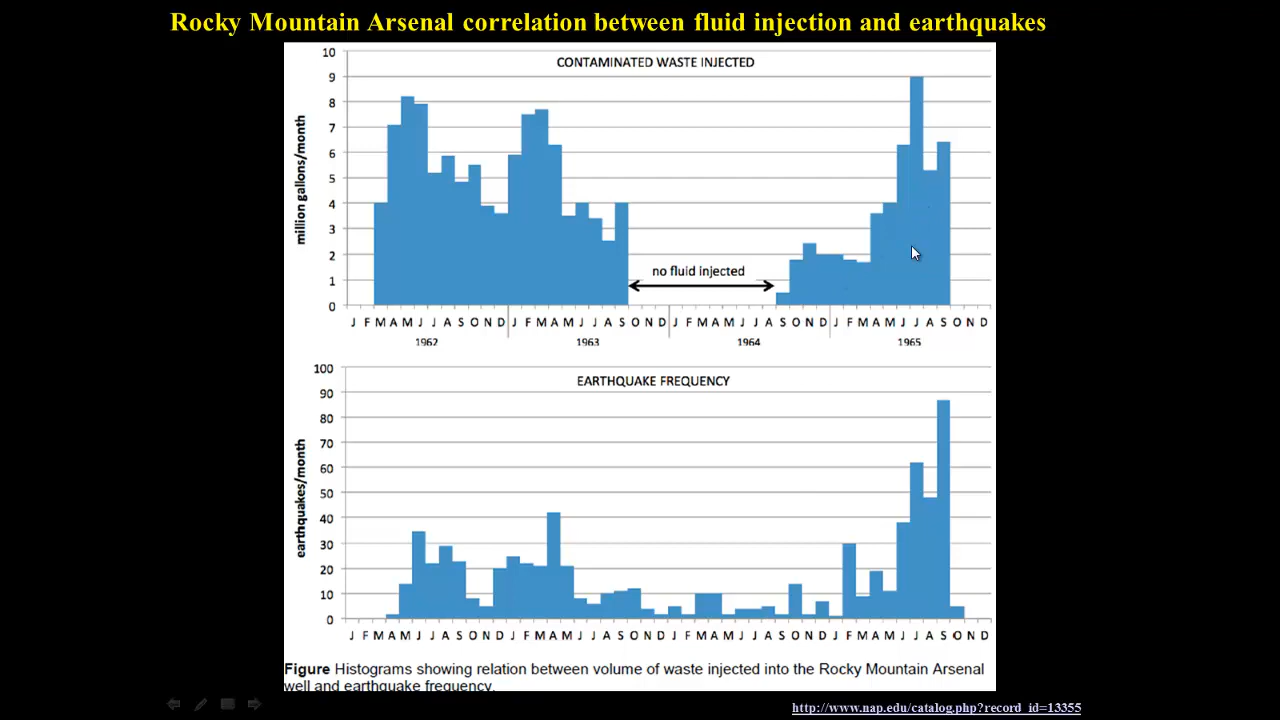 Rocky Mountain Arsenal correlation between fluid injection and earthquakes
CONTAMINATED WASTE INJECTED
million gallons/month
10
9
8
7
6
5
4
3
2
1
0
no fluid injected
J F M A M J J A S O N D J F M A M J J A S O N D J F M A M J J A S O N D J F M A M J J A S O N D
1962 1963 1964 1965
EARTHQUAKE FREQUENCY
earthquakes/month
100
90
80
70
60
50
40
30
20
10
0
J F M A M J J A S O N D J F M A M J J A S O N D J F M A M J J A S O N D J F M A M J J A S O N D
Figure Histograms showing relation between volume of waste injected into the Rocky Mountain Arsenal
well and earthquake frequency.
http://www.nap.edu/catalog.php?record_id=13355